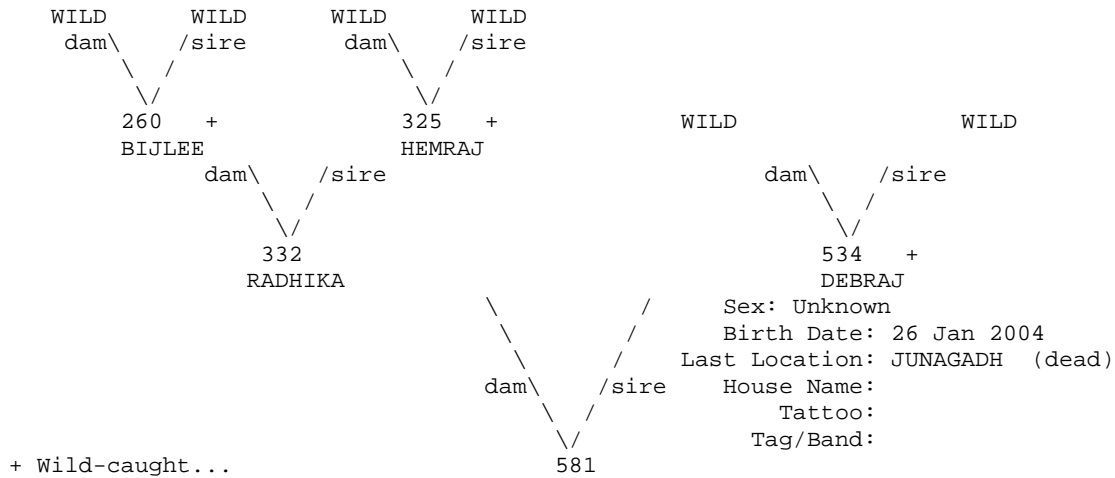 WILD WILD WILD WILD
dam\ /sire dam\ /sire
\ / \ /
\/ \/
260 + 325 + WILD WILD
BIJLEE HEMRAJ
dam\ /sire dam\ /sire
\ / \ /
\/ \/
332 534 +
RADHIKA DEBRAJ
\ / Sex: Unknown
\ / Birth Date: 26 Jan 2004
\ / Last Location: JUNAGADH (dead)
dam\ /sire House Name:
\ / Tattoo:
\/ Tag/Band:
+ Wild-caught... 581